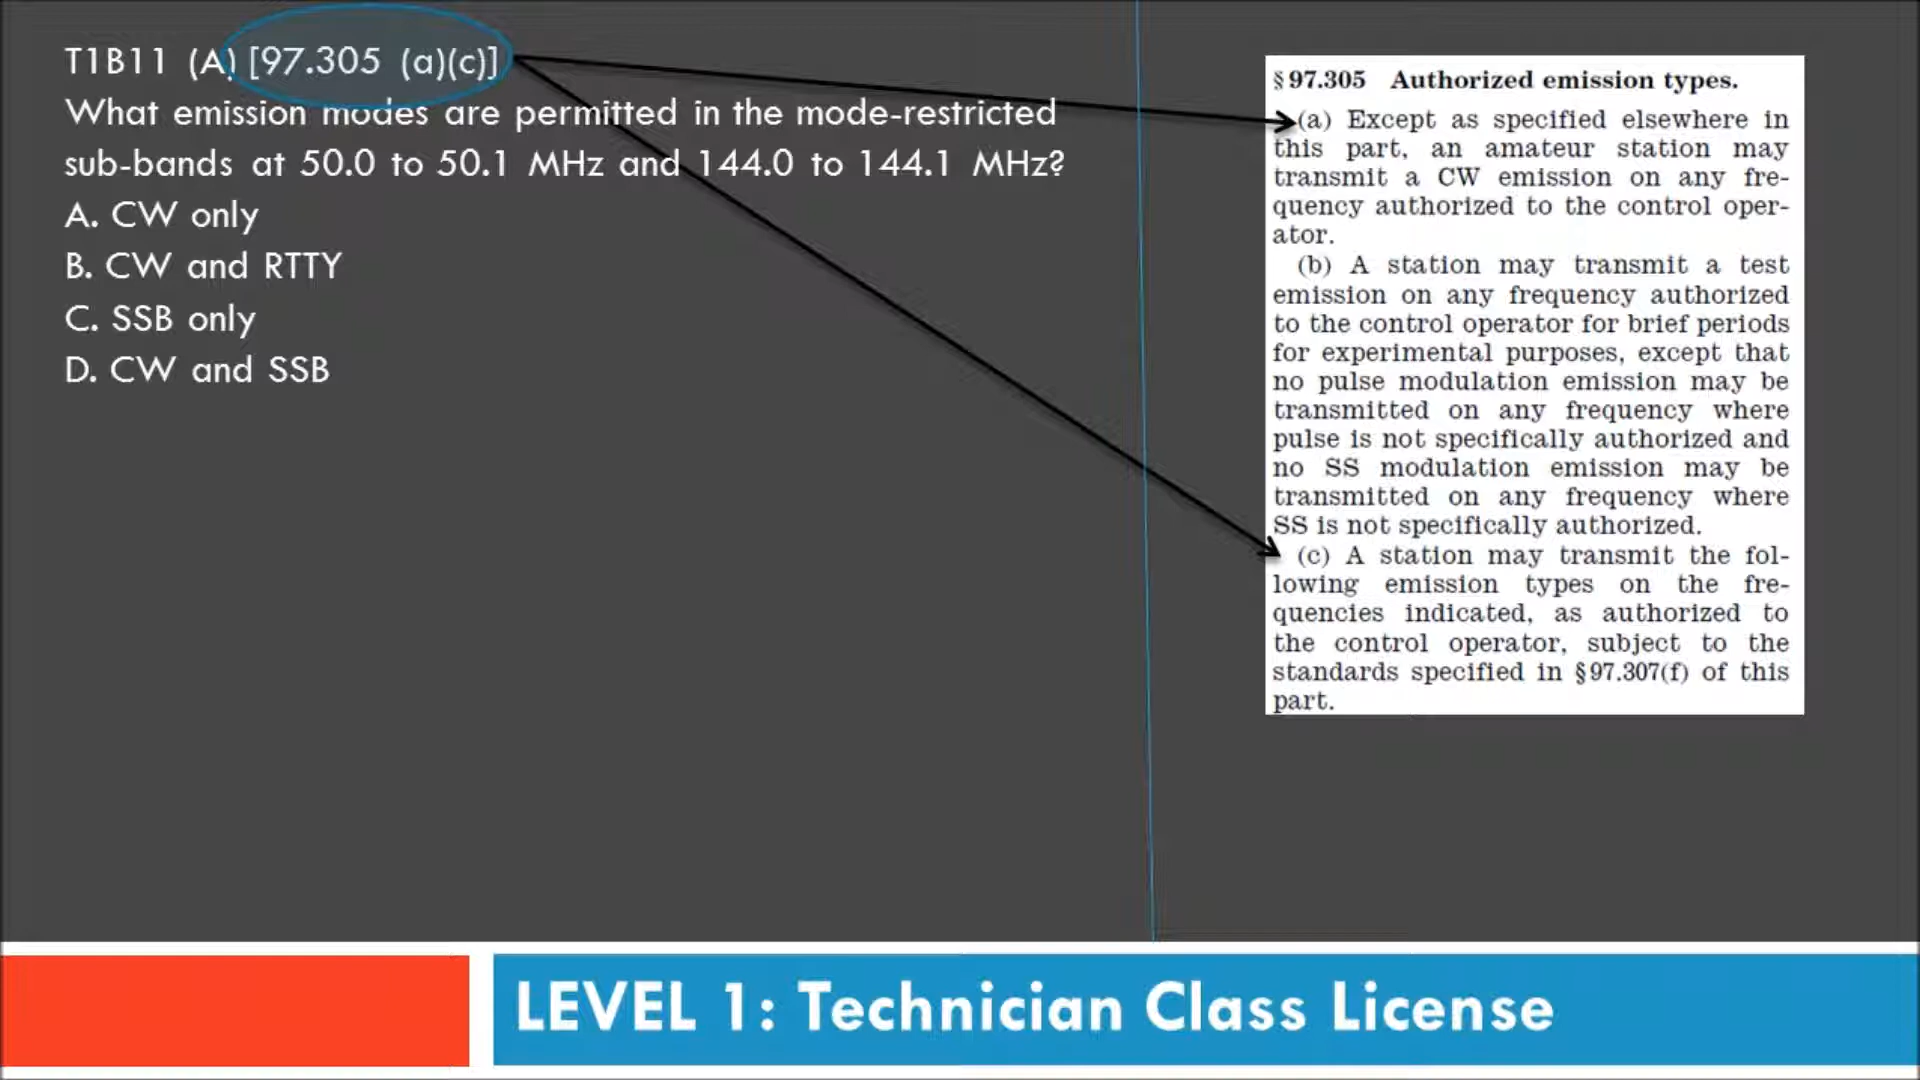 T1B11 (A) [97.305 (a)(c)]
What emission modes are permitted in the mode-restricted
sub-bands at 50.0 to 50.1 MHz and 144.0 to 144.1 MHz?
A. CW only
B. CW and RTTY
C. SSB only
D. CW and SSB
§ 97.305 Authorized emission types.
(a) Except as specified elsewhere in
this part, an amateur station may
transmit a CW emission on any fre-
quency authorized to the control oper-
ator.
(b) A station may transmit a test
emission on any frequency authorized
to the control operator for brief periods
for experimental purposes, except that
no pulse modulation emission may be
transmitted on any frequency where
pulse is not specifically authorized and
no SS modulation emission may be
transmitted on any frequency where
SS is not specifically authorized.
(c) A station may transmit the fol-
lowing emission types on the fre-
quencies indicated, as authorized to
the control operator, subject to the
standards specified in § 97.307(f) of this
part.
LEVEL 1: Technician Class License